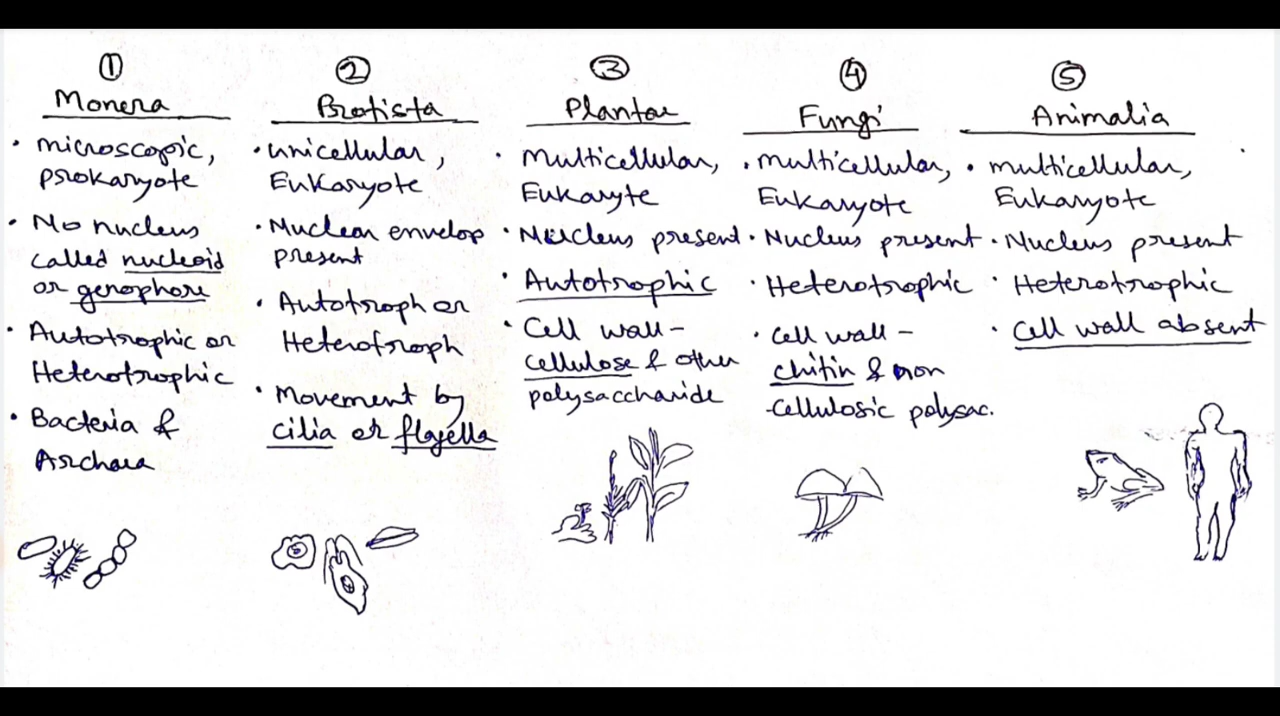 ①
Monera
• microscopic,
prokaryote
• No nucleus
called nucleoid
or genophore
• Autotrophic or
Heterotrophic
• Bacteria &
Archaea
②
Protista
• unicellular,
Eukaryote
• Nuclear envelop
present
• Autotroph or
Heterotroph
• Movement by
cilia or flagella
③
Plantae
• Multicellular,
Eukaryte
• Nucleus present
• Autotrophic
• Cell wall-
cellulose & other
polysaccharide
④
Fungi
• multicellular,
Eukaryote
• Nucleus present
• Heterotrophic
• cell wall -
chitin & non
-cellulosic polysac.
⑤
Animalia
• multicellular,
Eukaryote
• Nucleus present
• Heterotrophic
• Cell wall absent